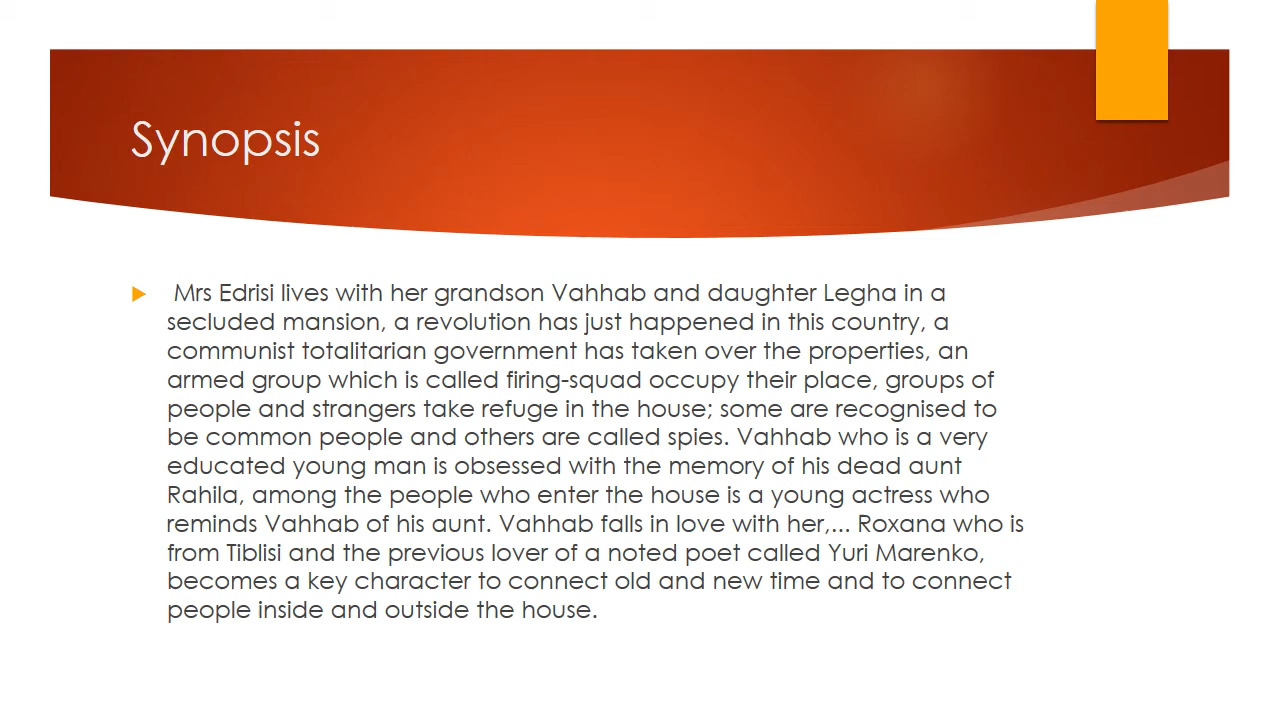 Synopsis
Mrs Edrisi lives with her grandson Vahhab and daughter Legha in a
secluded mansion, a revolution has just happened in this country, a
communist totalitarian government has taken over the properties, an
armed group which is called firing-squad occupy their place, groups of
people and strangers take refuge in the house; some are recognised to
be common people and others are called spies. Vahhab who is a very
educated young man is obsessed with the memory of his dead aunt
Rahila, among the people who enter the house is a young actress who
reminds Vahhab of his aunt. Vahhab falls in love with her,... Roxana who is
from Tiblisi and the previous lover of a noted poet called Yuri Marenko,
becomes a key character to connect old and new time and to connect
people inside and outside the house.